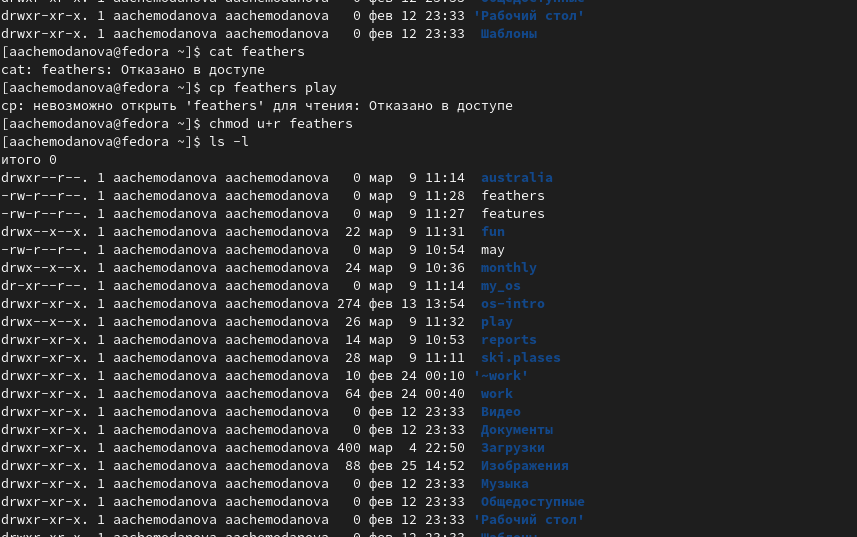 drwxr-xr-x. 1 aachemodanova aachemodanova   0 фев 12 23:33  Общедоступные
drwxr-xr-x. 1 aachemodanova aachemodanova   0 фев 12 23:33 'Рабочий стол'
drwxr-xr-x. 1 aachemodanova aachemodanova   0 фев 12 23:33  Шаблоны
[aachemodanova@fedora ~]$ cat feathers
cat: feathers: Отказано в доступе
[aachemodanova@fedora ~]$ cp feathers play
cp: невозможно открыть 'feathers' для чтения: Отказано в доступе
[aachemodanova@fedora ~]$ chmod u+r feathers
[aachemodanova@fedora ~]$ ls -l
итого 0
drwxr--r--. 1 aachemodanova aachemodanova   0 мар  9 11:14  australia
-rw-r--r--. 1 aachemodanova aachemodanova   0 мар  9 11:28  feathers
-rw-r--r--. 1 aachemodanova aachemodanova   0 мар  9 11:27  features
drwx--x--x. 1 aachemodanova aachemodanova  22 мар  9 11:31  fun
-rw-r--r--. 1 aachemodanova aachemodanova   0 мар  9 10:54  may
drwx--x--x. 1 aachemodanova aachemodanova  24 мар  9 10:36  monthly
dr-xr--r--. 1 aachemodanova aachemodanova   0 мар  9 11:14  my_os
drwxr-xr-x. 1 aachemodanova aachemodanova 274 фев 13 13:54  os-intro
drwx--x--x. 1 aachemodanova aachemodanova  26 мар  9 11:32  play
drwxr-xr-x. 1 aachemodanova aachemodanova  14 мар  9 10:53  reports
drwxr-xr-x. 1 aachemodanova aachemodanova  28 мар  9 11:11  ski.plases
drwxr-xr-x. 1 aachemodanova aachemodanova  10 фев 24 00:10 '~work'
drwxr-xr-x. 1 aachemodanova aachemodanova  64 фев 24 00:40  work
drwxr-xr-x. 1 aachemodanova aachemodanova   0 фев 12 23:33  Видео
drwxr-xr-x. 1 aachemodanova aachemodanova   0 фев 12 23:33  Документы
drwxr-xr-x. 1 aachemodanova aachemodanova 400 мар  4 22:50  Загрузки
drwxr-xr-x. 1 aachemodanova aachemodanova  88 фев 25 14:52  Изображения
drwxr-xr-x. 1 aachemodanova aachemodanova   0 фев 12 23:33  Музыка
drwxr-xr-x. 1 aachemodanova aachemodanova   0 фев 12 23:33  Общедоступные
drwxr-xr-x. 1 aachemodanova aachemodanova   0 фев 12 23:33 'Рабочий стол'
drwxr-xr-x. 1 aachemodanova aachemodanova   0 фев 12 23:33  Шаблоны